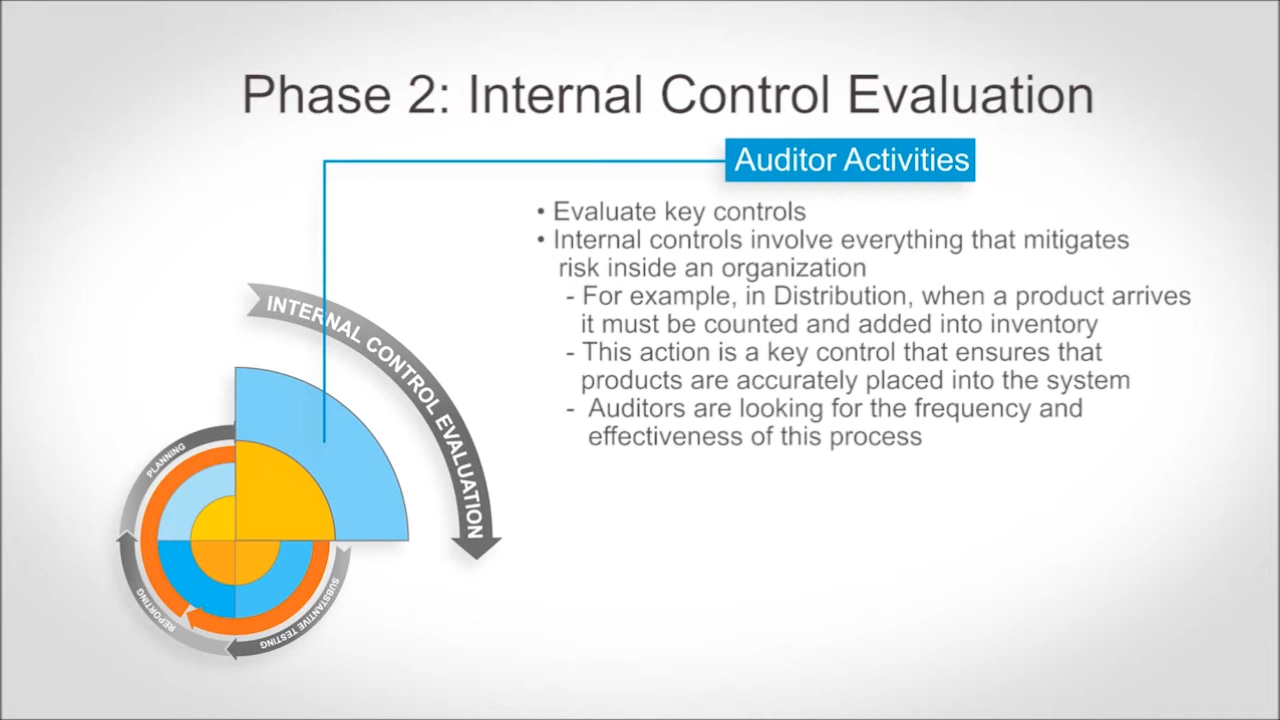 Phase 2: Internal Control Evaluation
Auditor Activities
• Evaluate key controls
• Internal controls involve everything that mitigates
risk inside an organization
- For example, in Distribution, when a product arrives
it must be counted and added into inventory
- This action is a key control that ensures that
products are accurately placed into the system
- Auditors are looking for the frequency and
effectiveness of this process
INTERNAL CONTROL EVALUATION
PLANNING
REPORTING
SUBSTANTIVE TESTING